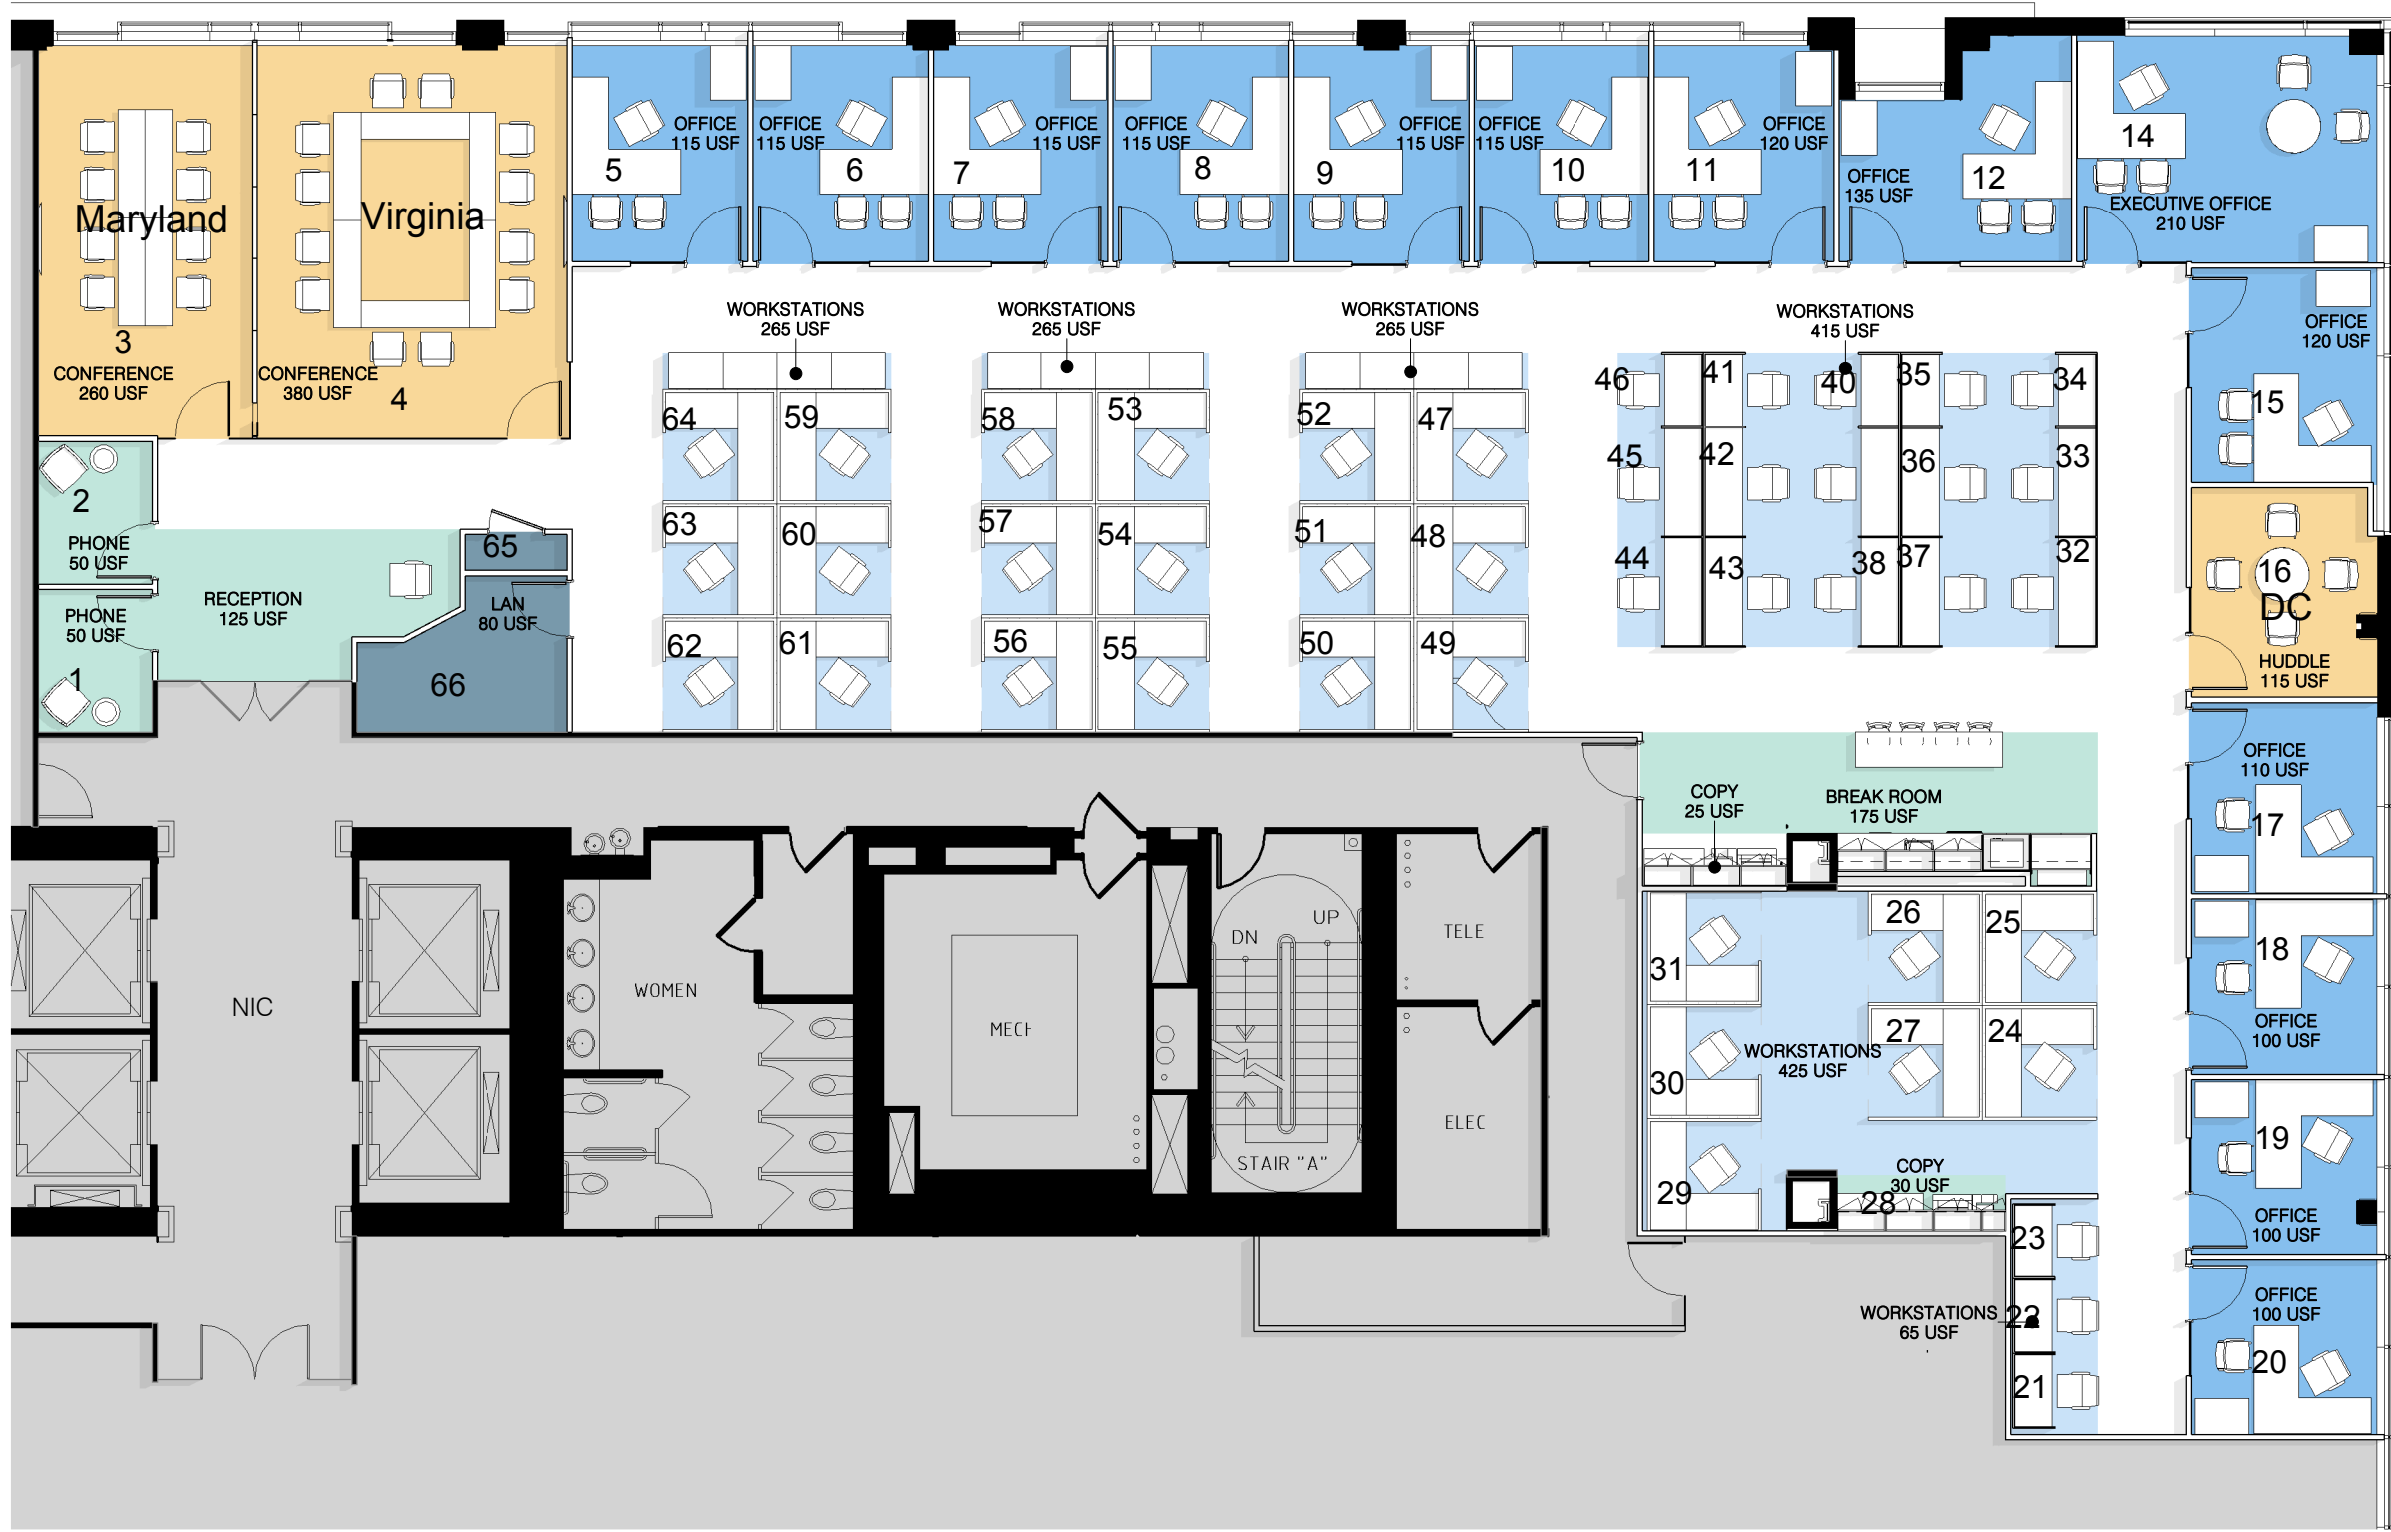 Maryland
3
CONFERENCE
260 USF
Virginia
CONFERENCE
380 USF
4
5
OFFICE
115 USF
OFFICE
115 USF
6
7
OFFICE
115 USF
OFFICE
115 USF
8
9
OFFICE
115 USF
OFFICE
115 USF
10
11
OFFICE
120 USF
OFFICE
135 USF
12
14
EXECUTIVE OFFICE
210 USF
WORKSTATIONS
265 USF
WORKSTATIONS
265 USF
WORKSTATIONS
265 USF
WORKSTATIONS
415 USF
OFFICE
120 USF
15
64
59
58
53
52
47
46
41
40
35
34
63
60
57
54
51
48
45
42
36
33
62
61
56
55
50
49
44
43
38
37
32
2
PHONE
50 USF
PHONE
50 USF
1
RECEPTION
125 USF
65
LAN
80 USF
66
16
DC
HUDDLE
115 USF
OFFICE
110 USF
17
COPY
25 USF
BREAK ROOM
175 USF
31
26
25
18
OFFICE
100 USF
30
WORKSTATIONS
425 USF
27
24
19
OFFICE
100 USF
29
COPY
30 USF
28
23
WORKSTATIONS
65 USF
22
21
OFFICE
100 USF
20
NIC
WOMEN
MECH
DN
UP
STAIR "A"
TELE
ELEC